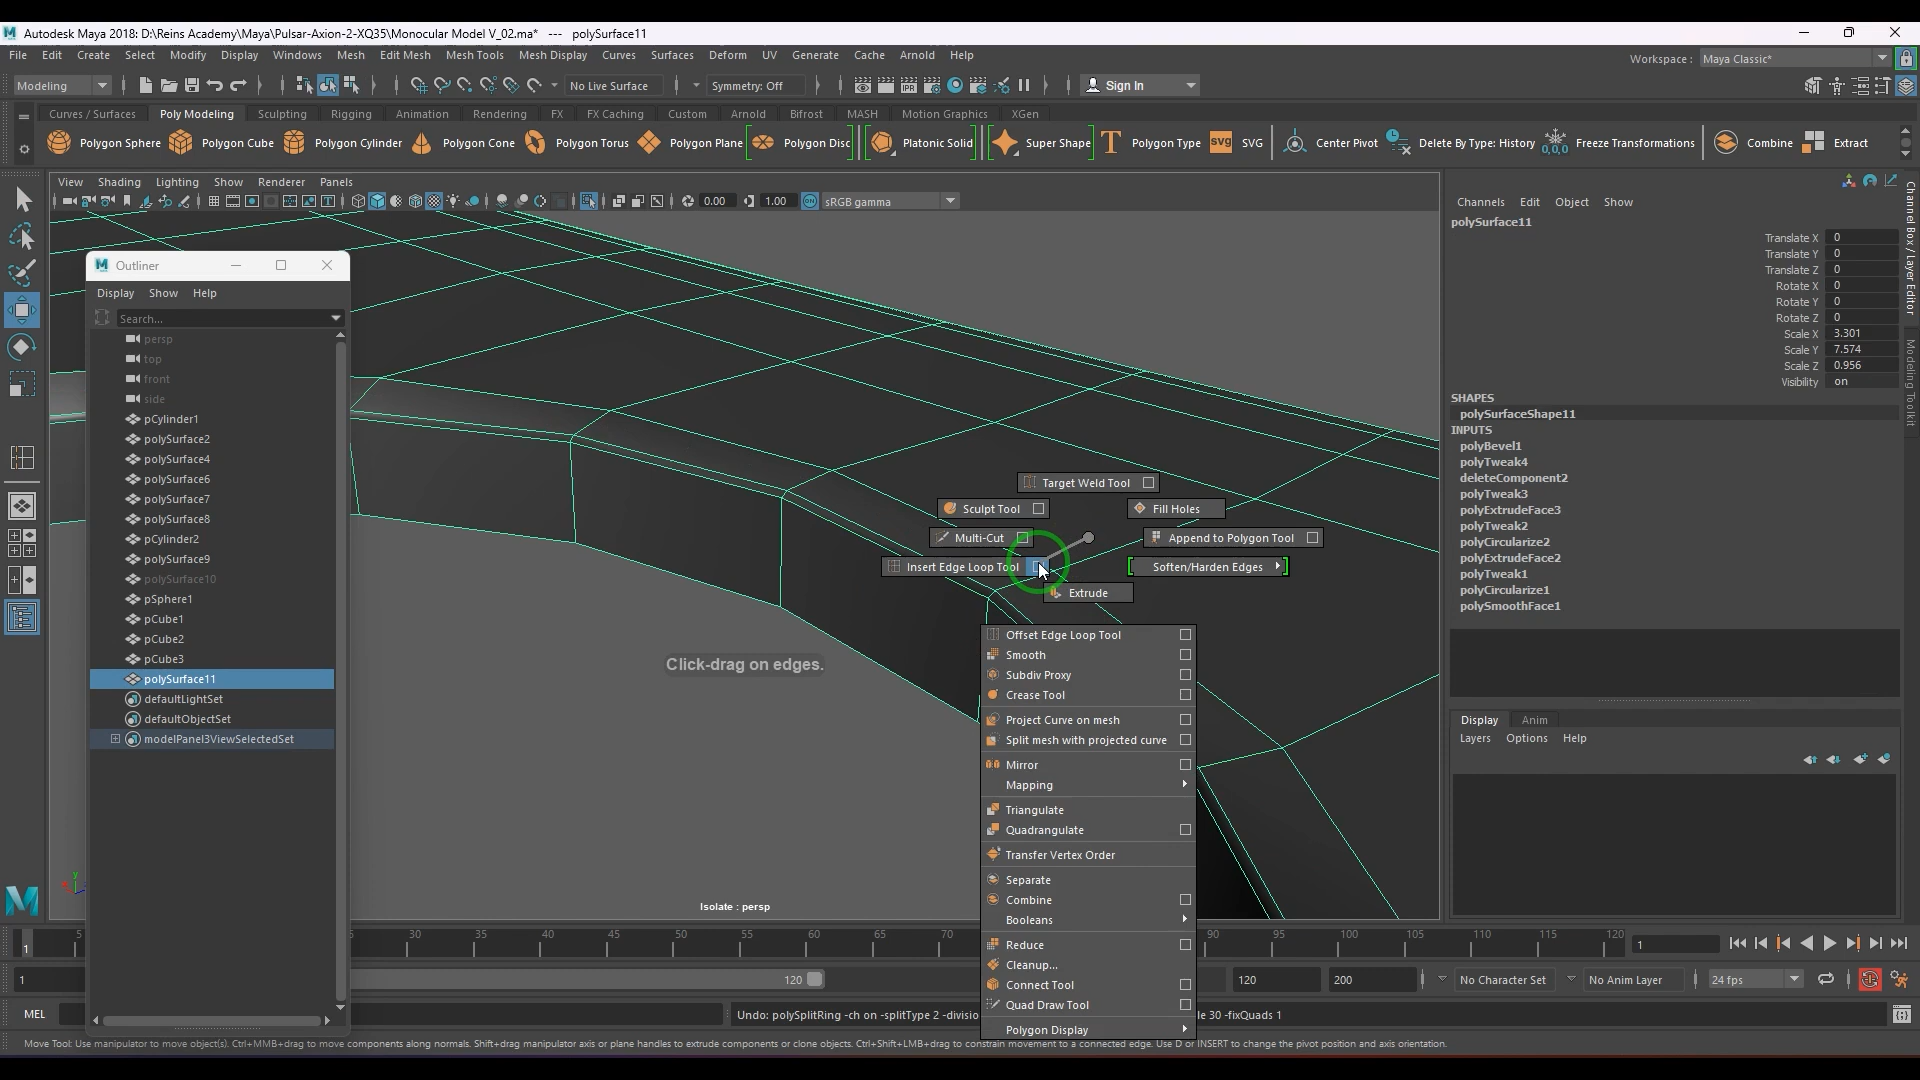 Autodesk Maya 2018: D:\Reins Academy\Maya\Pulsar-Axion-2-XQ35\Monocular Model V_02.ma* --- polySurface11
File Edit Create Select Modify Display Windows Mesh Edit Mesh Mesh Tools Mesh Display Curves Surfaces Deform UV Generate Cache Arnold Help
Workspace : Maya Classic*
Modeling No Live Surface Symmetry: Off Sign In
Curves / Surfaces Poly Modeling Sculpting Rigging Animation Rendering FX FX Caching Custom Arnold Bifrost MASH Motion Graphics XGen
Polygon Sphere Polygon Cube Polygon Cylinder Polygon Cone Polygon Torus Polygon Plane Polygon Disc Platonic Solid Super Shape Polygon Type SVG SVG Center Pivot Delete By Type: History 0,0,0 Freeze Transformations Combine Extract
View Shading Lighting Show Renderer Panels
0.00 1.00 ON sRGB gamma
Outliner
Display Show Help
Search...
persp
top
front
side
pCylinder1
polySurface2
polySurface4
polySurface6
polySurface7
polySurface8
pCylinder2
polySurface9
polySurface10
pSphere1
pCube1
pCube2
pCube3
polySurface11
defaultLightSet
defaultObjectSet
modelPanel3ViewSelectedSet
Click-drag on edges.
Isolate : persp
Target Weld Tool
Sculpt Tool
Fill Holes
Multi-Cut
Append to Polygon Tool
Insert Edge Loop Tool
Soften/Harden Edges
Extrude
Offset Edge Loop Tool
Smooth
Subdiv Proxy
Crease Tool
Project Curve on mesh
Split mesh with projected curve
Mirror
Mapping
Triangulate
Quadrangulate
Transfer Vertex Order
Separate
Combine
Booleans
Reduce
Cleanup...
Connect Tool
Quad Draw Tool
Polygon Display
Channels Edit Object Show
polySurface11
Translate X 0
Translate Y 0
Translate Z 0
Rotate X 0
Rotate Y 0
Rotate Z 0
Scale X 3.301
Scale Y 7.574
Scale Z 0.956
Visibility on
SHAPES
polySurfaceShape11
INPUTS
polyBevel1
polyTweak4
deleteComponent2
polyTweak3
polyExtrudeFace3
polyTweak2
polyCircularize2
polyExtrudeFace2
polyTweak1
polyCircularize1
polySmoothFace1
Display Anim
Layers Options Help
Channel Box / Layer Editor
Modeling Toolkit
1 5 30 35 40 45 50 55 60 65 70 90 95 100 105 110 115 120 1
1 120 120 200 No Character Set No Anim Layer 24 fps
MEL Undo: polySplitRing -ch on -splitType 2 -divisio le 30 -fixQuads 1
Move Tool: Use manipulator to move object(s). Ctrl+MMB+drag to move components along normals. Shift+drag manipulator axis or plane handles to extrude components or clone objects. Ctrl+Shift+LMB+drag to constrain movement to a connected edge. Use D or INSERT to change the pivot position and axis orientation.